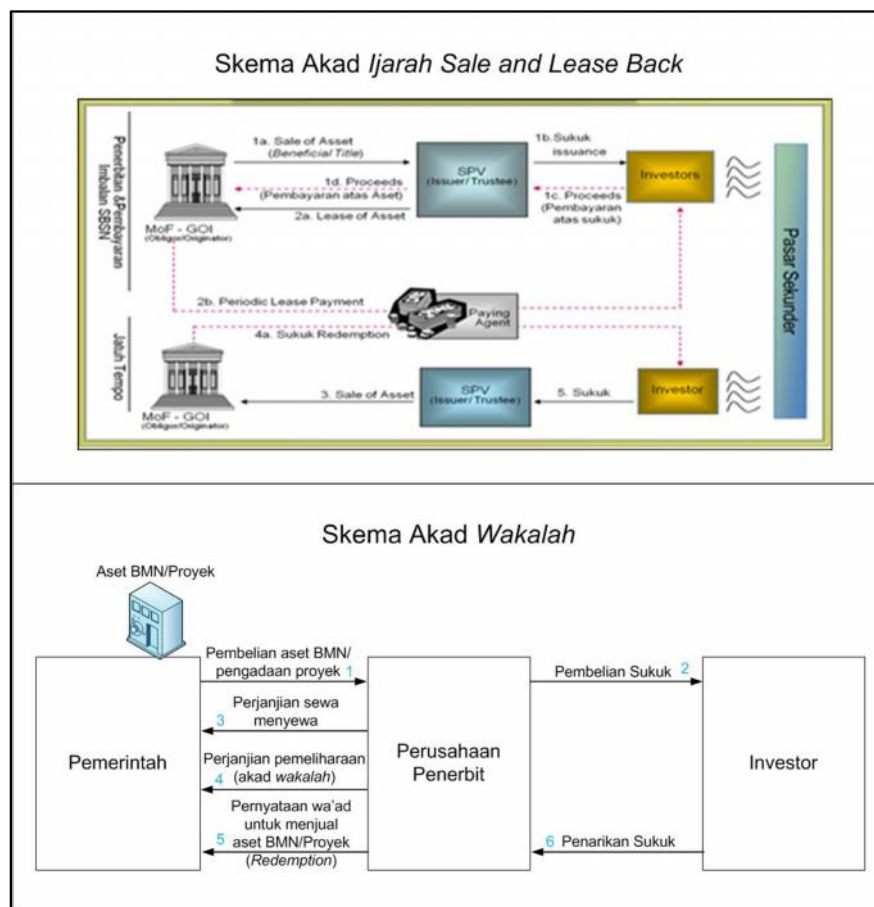 Skema Akad Ijarah Sale and Lease Back
Penerbitan &Pembayaran
Imbalan SBSN
1a. Sale of Asset
(Beneficial Title)
1d. Proceeds
(Pembayaran atas Aset)
2a. Lease of Asset
MoF - GOI
(Obligor/Originator)
SPV
(Issuer/Trustee)
1b.Sukuk
issuance
1c. Proceeds
(Pembayaran
atas sukuk)
Investors
Pasar Sekunder
2b. Periodic Lease Payment
Paying
Agent
4a. Sukuk Redemption
Jatuh Tempo
MoF - GOI
(Obligor/Originator)
3. Sale of Asset
SPV
(Issuer/Trustee)
5. Sukuk
Investor
Skema Akad Wakalah
Aset BMN/Proyek
Pemerintah
Pembelian aset BMN/
pengadaan proyek 1
Perjanjian sewa
3 menyewa
Perjanjian pemeliharaan
4 (akad wakalah)
Pernyataan wa'ad
untuk menjual
5 aset BMN/Proyek
(Redemption)
Perusahaan
Penerbit
Pembelian Sukuk 2
6 Penarikan Sukuk
Investor